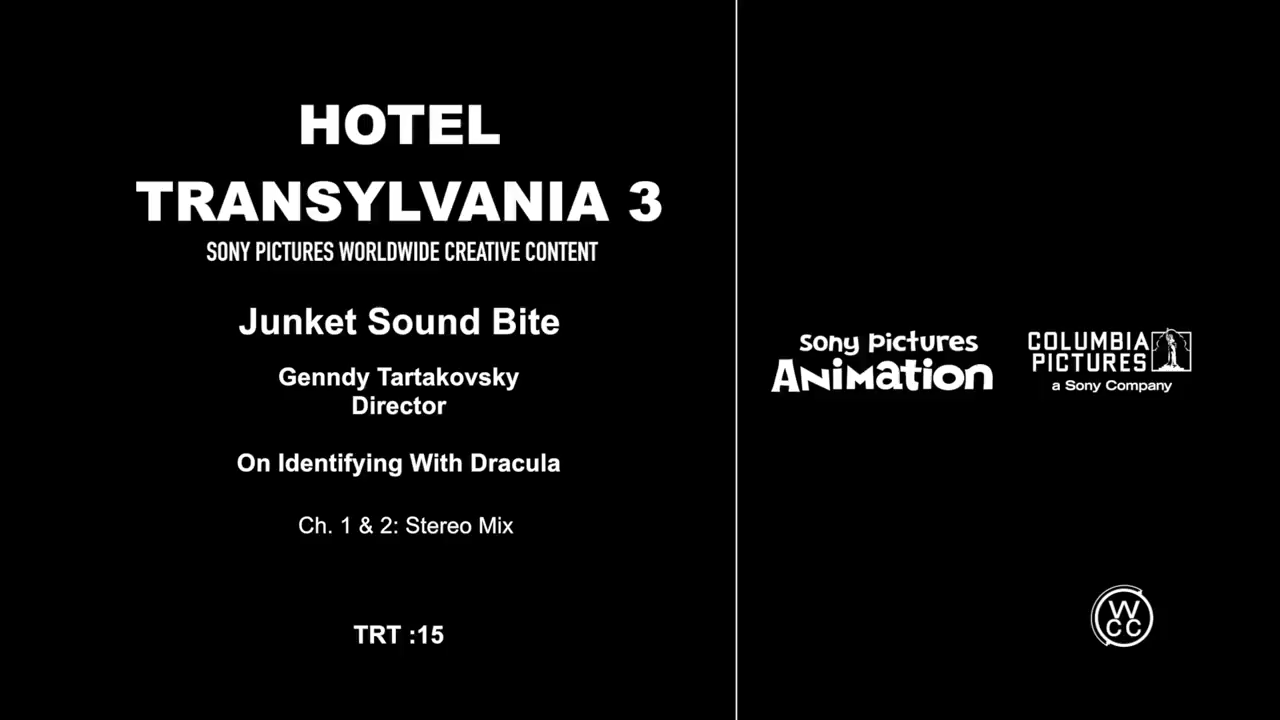 HOTEL
TRANSYLVANIA 3
SONY PICTURES WORLDWIDE CREATIVE CONTENT
Junket Sound Bite
Genndy Tartakovsky
Director
On Identifying With Dracula
Ch. 1 & 2: Stereo Mix
TRT :15
Sony Pictures
Animation
COLUMBIA
PICTURES
a Sony Company
W
CC